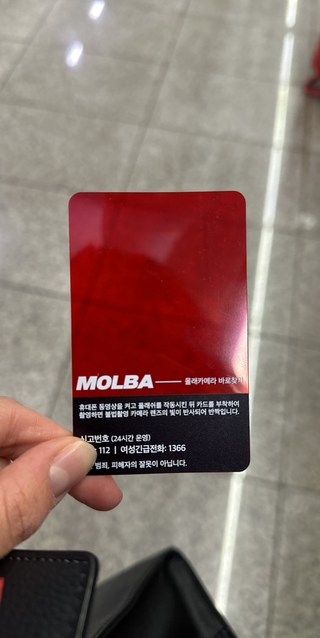 MOLBA 몰래카메라 바로찾기
휴대폰 동영상을 켜고 플래쉬를 작동시킨 뒤 카드를 부착하여
촬영하면 불법촬영 카메라 렌즈의 빛이 반사되어 반짝입니다.
신고번호 (24시간 운영)
112 | 여성긴급전화: 1366
범죄, 피해자의 잘못이 아닙니다.